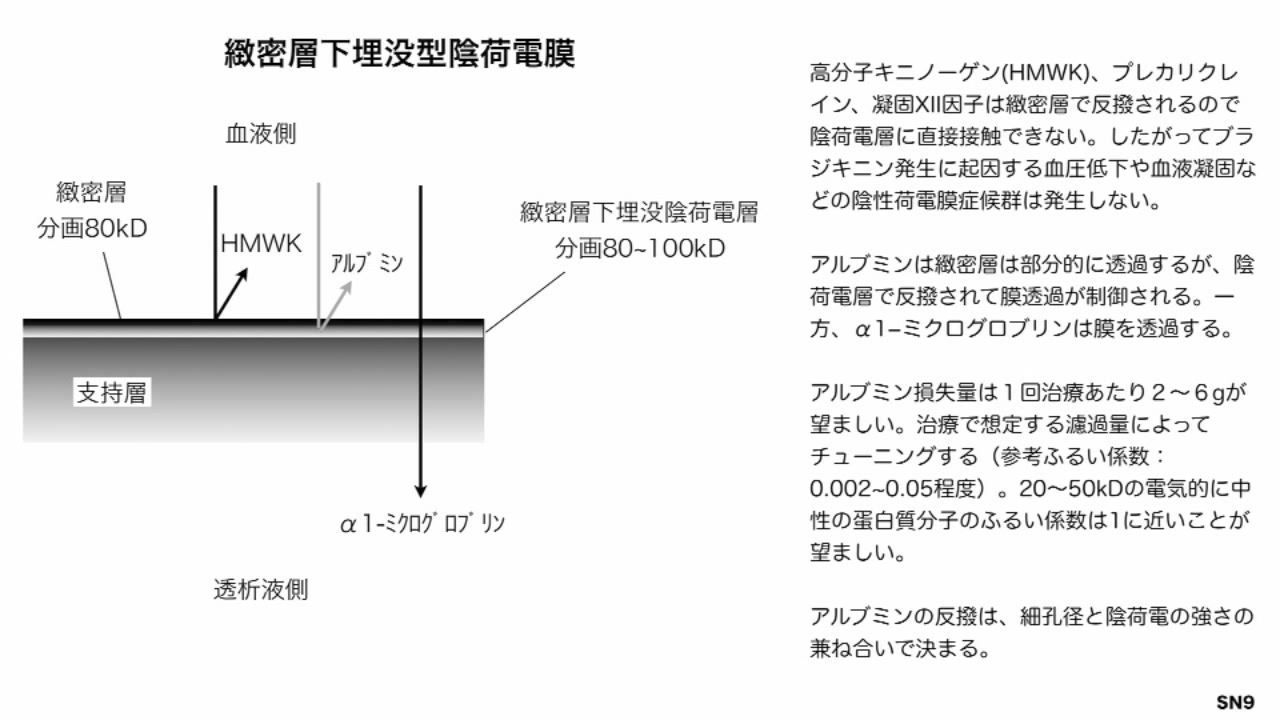 緻密層下埋没型陰荷電膜
血液側
緻密層
分画80kD
HMWK
アルブミン
緻密層下埋没陰荷電層
分画80~100kD
支持層
α1-ミクログロブリン
透析液側
高分子キニノーゲン(HMWK)、プレカリクレ
イン、凝固XII因子は緻密層で反撥されるので
陰荷電層に直接接触できない。したがってブラ
ジキニン発生に起因する血圧低下や血液凝固な
どの陰性荷電膜症候群は発生しない。
アルブミンは緻密層は部分的に透過するが、陰
荷電層で反撥されて膜透過が制御される。一
方、α1–ミクログロブリンは膜を透過する。
アルブミン損失量は１回治療あたり２〜６gが
望ましい。治療で想定する濾過量によって
チューニングする（参考ふるい係数：
0.002~0.05程度）。20〜50kDの電気的に中
性の蛋白質分子のふるい係数は1に近いことが
望ましい。
アルブミンの反撥は、細孔径と陰荷電の強さの
兼ね合いで決まる。
SN9